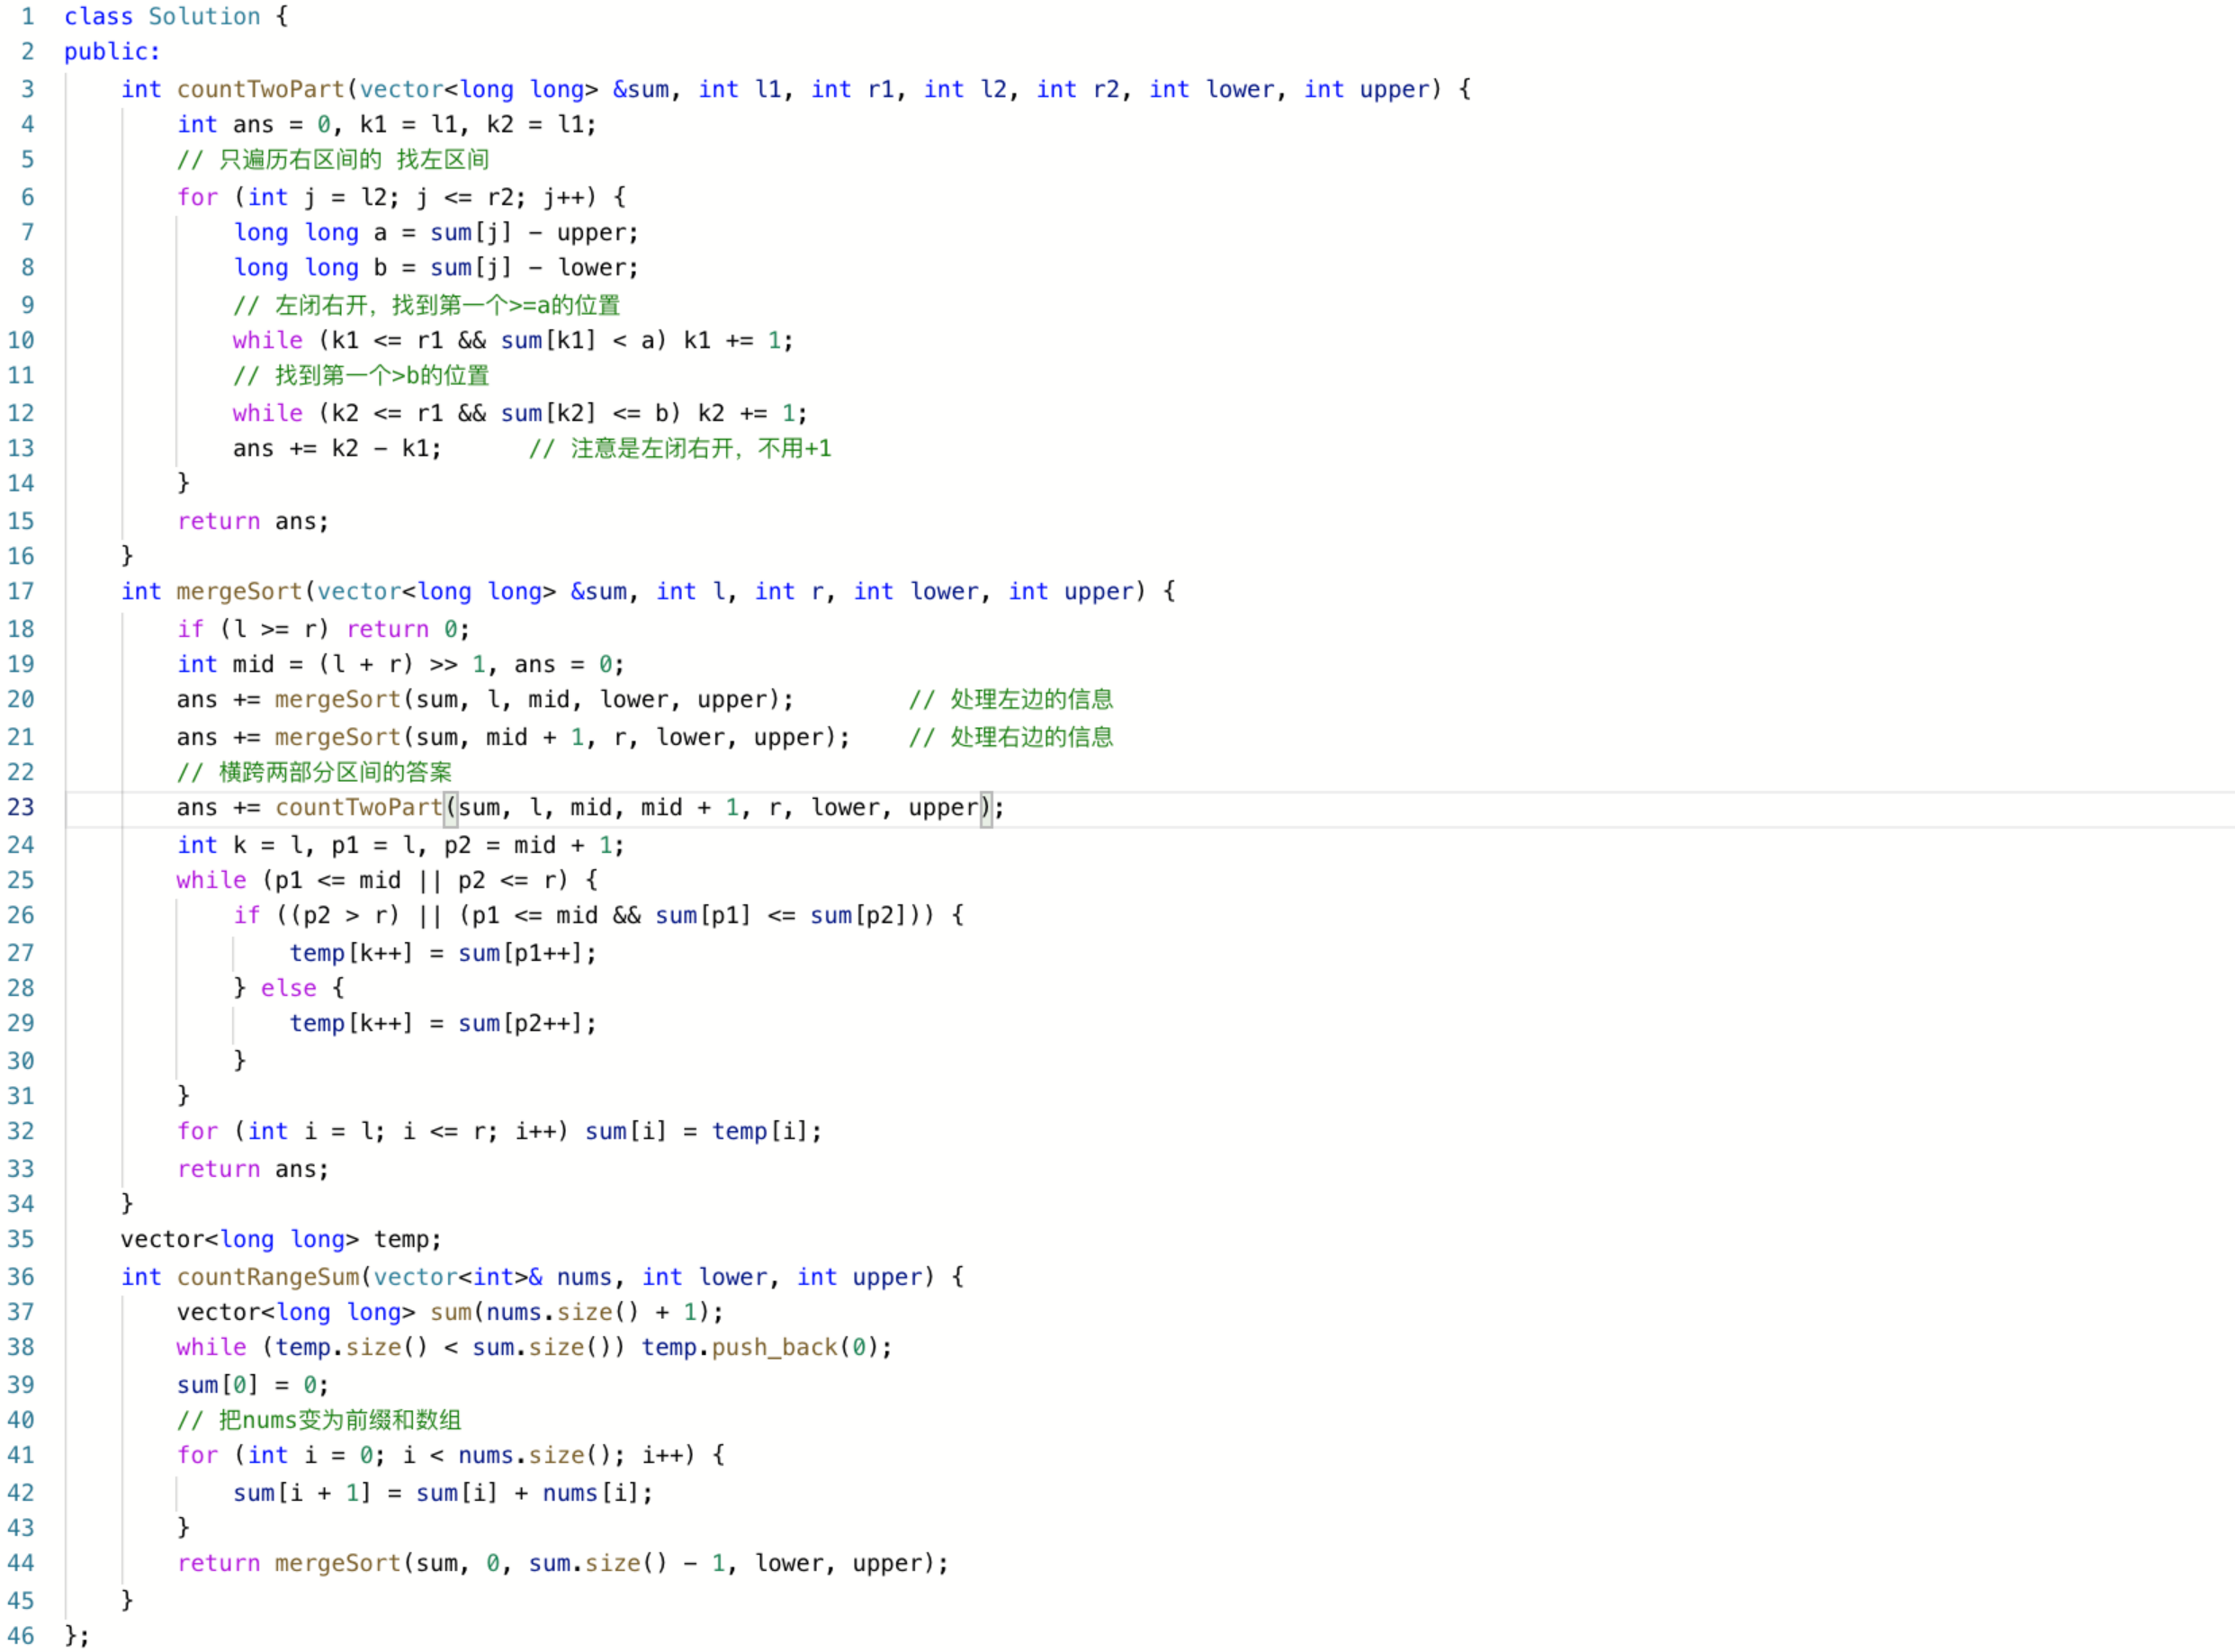 1 class Solution {
2 public:
3     int countTwoPart(vector<long long> &sum, int l1, int r1, int l2, int r2, int lower, int upper) {
4         int ans = 0, k1 = l1, k2 = l1;
5         // 只遍历右区间的 找左区间
6         for (int j = l2; j <= r2; j++) {
7             long long a = sum[j] - upper;
8             long long b = sum[j] - lower;
9             // 左闭右开，找到第一个>=a的位置
10             while (k1 <= r1 && sum[k1] < a) k1 += 1;
11             // 找到第一个>b的位置
12             while (k2 <= r1 && sum[k2] <= b) k2 += 1;
13             ans += k2 - k1;      // 注意是左闭右开，不用+1
14         }
15         return ans;
16     }
17     int mergeSort(vector<long long> &sum, int l, int r, int lower, int upper) {
18         if (l >= r) return 0;
19         int mid = (l + r) >> 1, ans = 0;
20         ans += mergeSort(sum, l, mid, lower, upper);        // 处理左边的信息
21         ans += mergeSort(sum, mid + 1, r, lower, upper);    // 处理右边的信息
22         // 横跨两部分区间的答案
23         ans += countTwoPart(sum, l, mid, mid + 1, r, lower, upper);
24         int k = l, p1 = l, p2 = mid + 1;
25         while (p1 <= mid || p2 <= r) {
26             if ((p2 > r) || (p1 <= mid && sum[p1] <= sum[p2])) {
27                 temp[k++] = sum[p1++];
28             } else {
29                 temp[k++] = sum[p2++];
30             }
31         }
32         for (int i = l; i <= r; i++) sum[i] = temp[i];
33         return ans;
34     }
35     vector<long long> temp;
36     int countRangeSum(vector<int>& nums, int lower, int upper) {
37         vector<long long> sum(nums.size() + 1);
38         while (temp.size() < sum.size()) temp.push_back(0);
39         sum[0] = 0;
40         // 把nums变为前缀和数组
41         for (int i = 0; i < nums.size(); i++) {
42             sum[i + 1] = sum[i] + nums[i];
43         }
44         return mergeSort(sum, 0, sum.size() - 1, lower, upper);
45     }
46 };